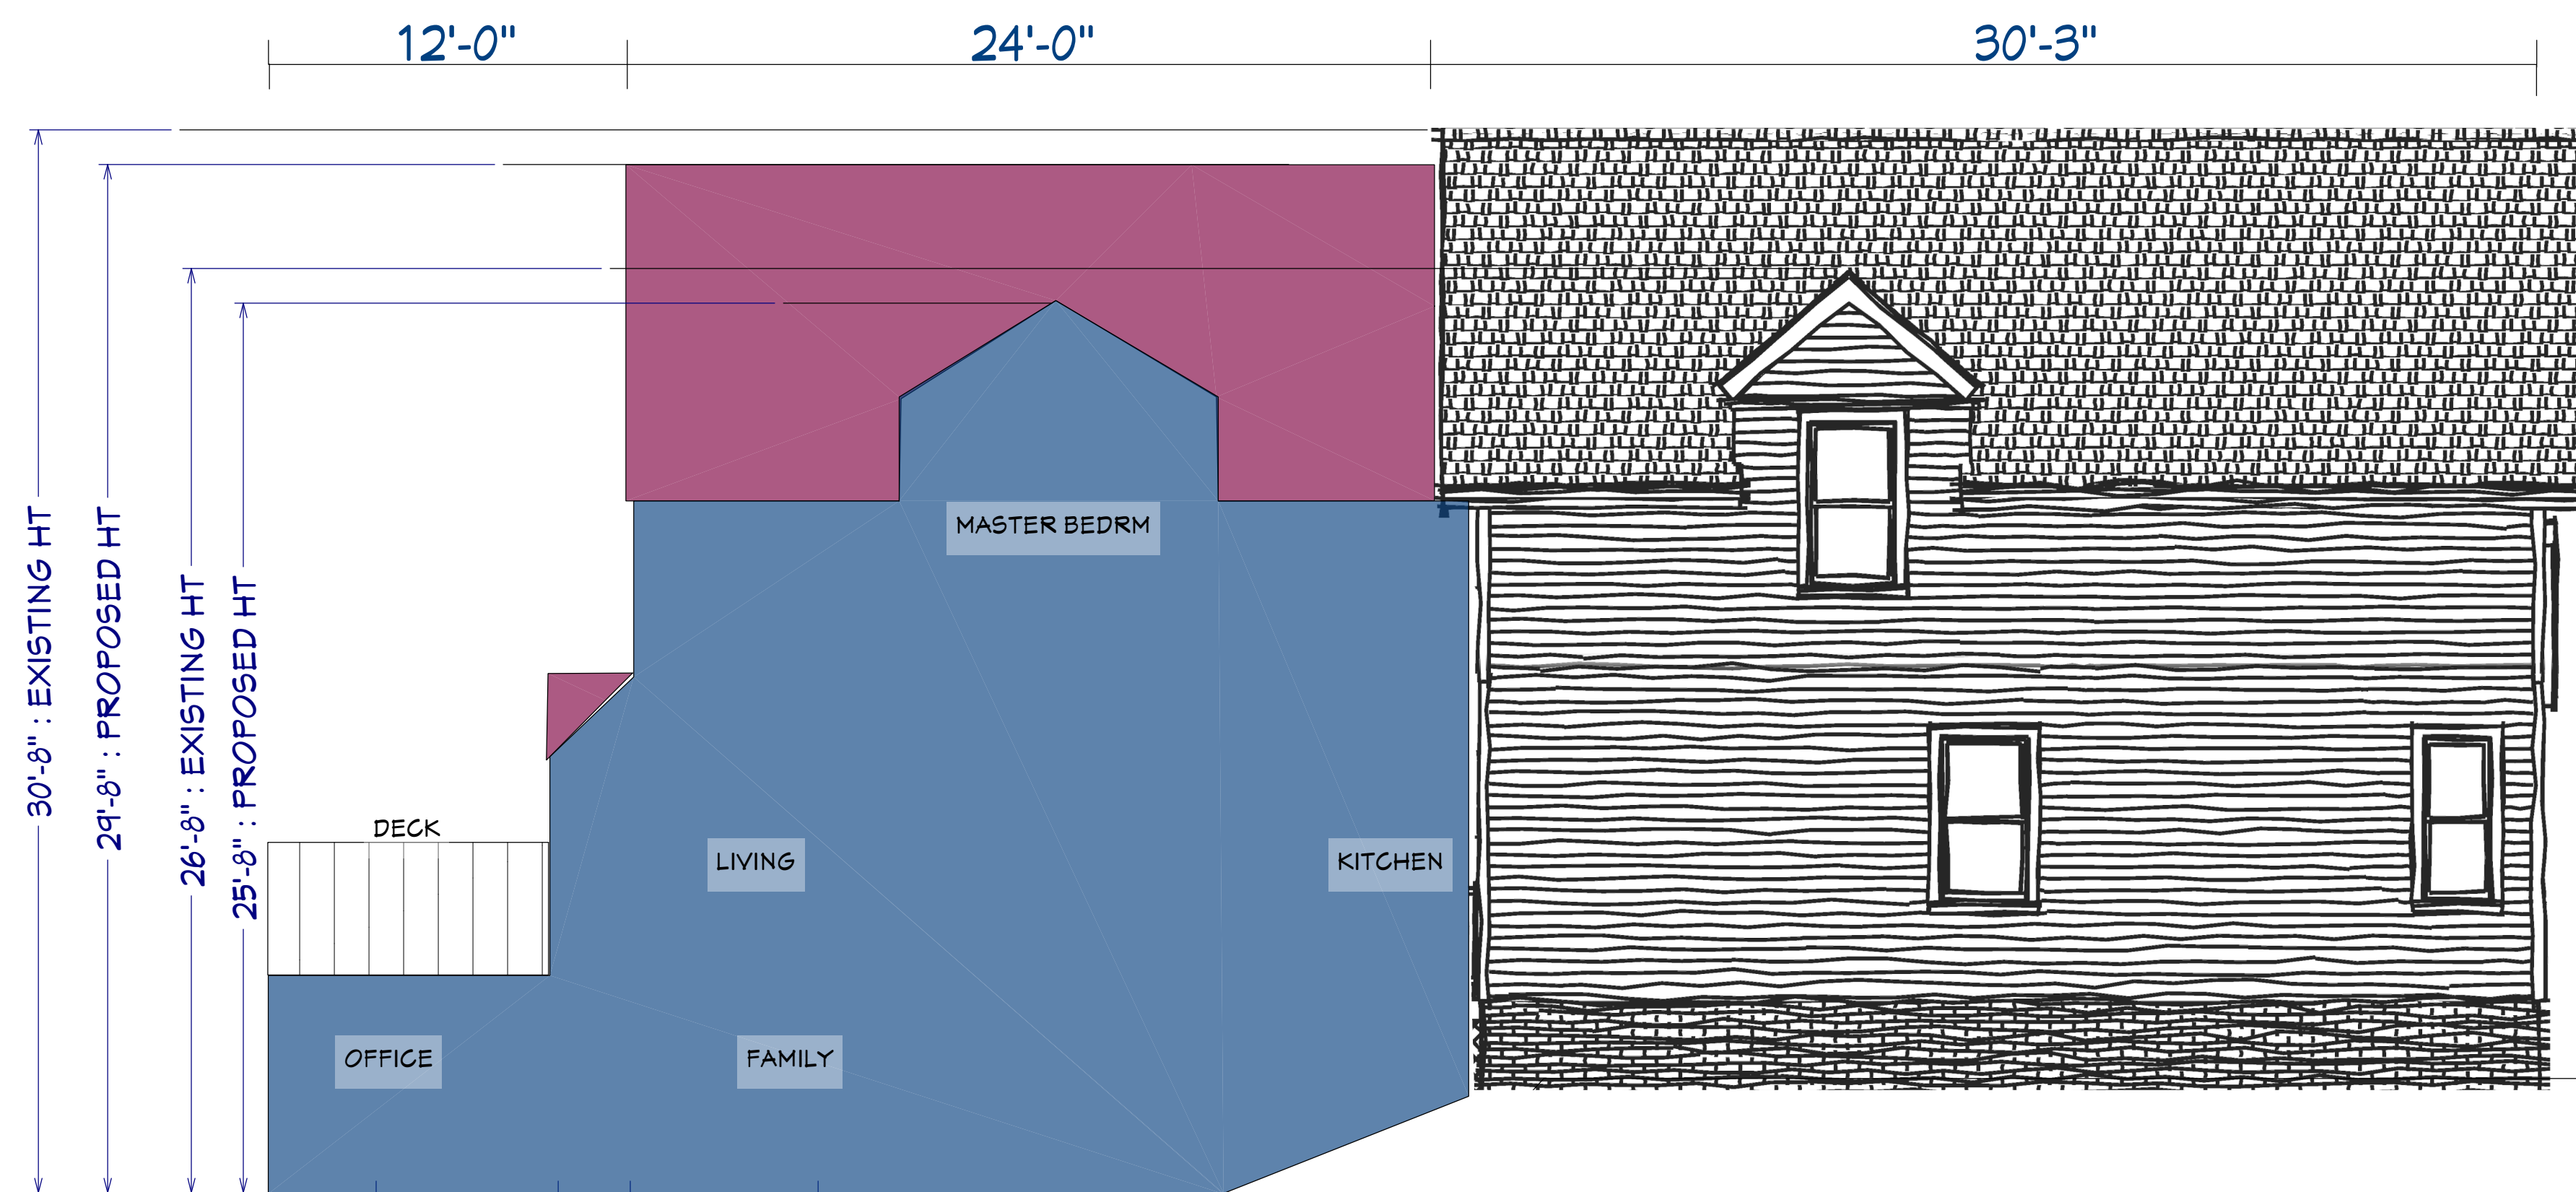 12'-0"
24'-0"
30'-3"
30'-8" : EXISTING HT
29'-8" : PROPOSED HT
26'-8" : EXISTING HT
25'-8" : PROPOSED HT
MASTER BEDRM
DECK
LIVING
KITCHEN
OFFICE
FAMILY